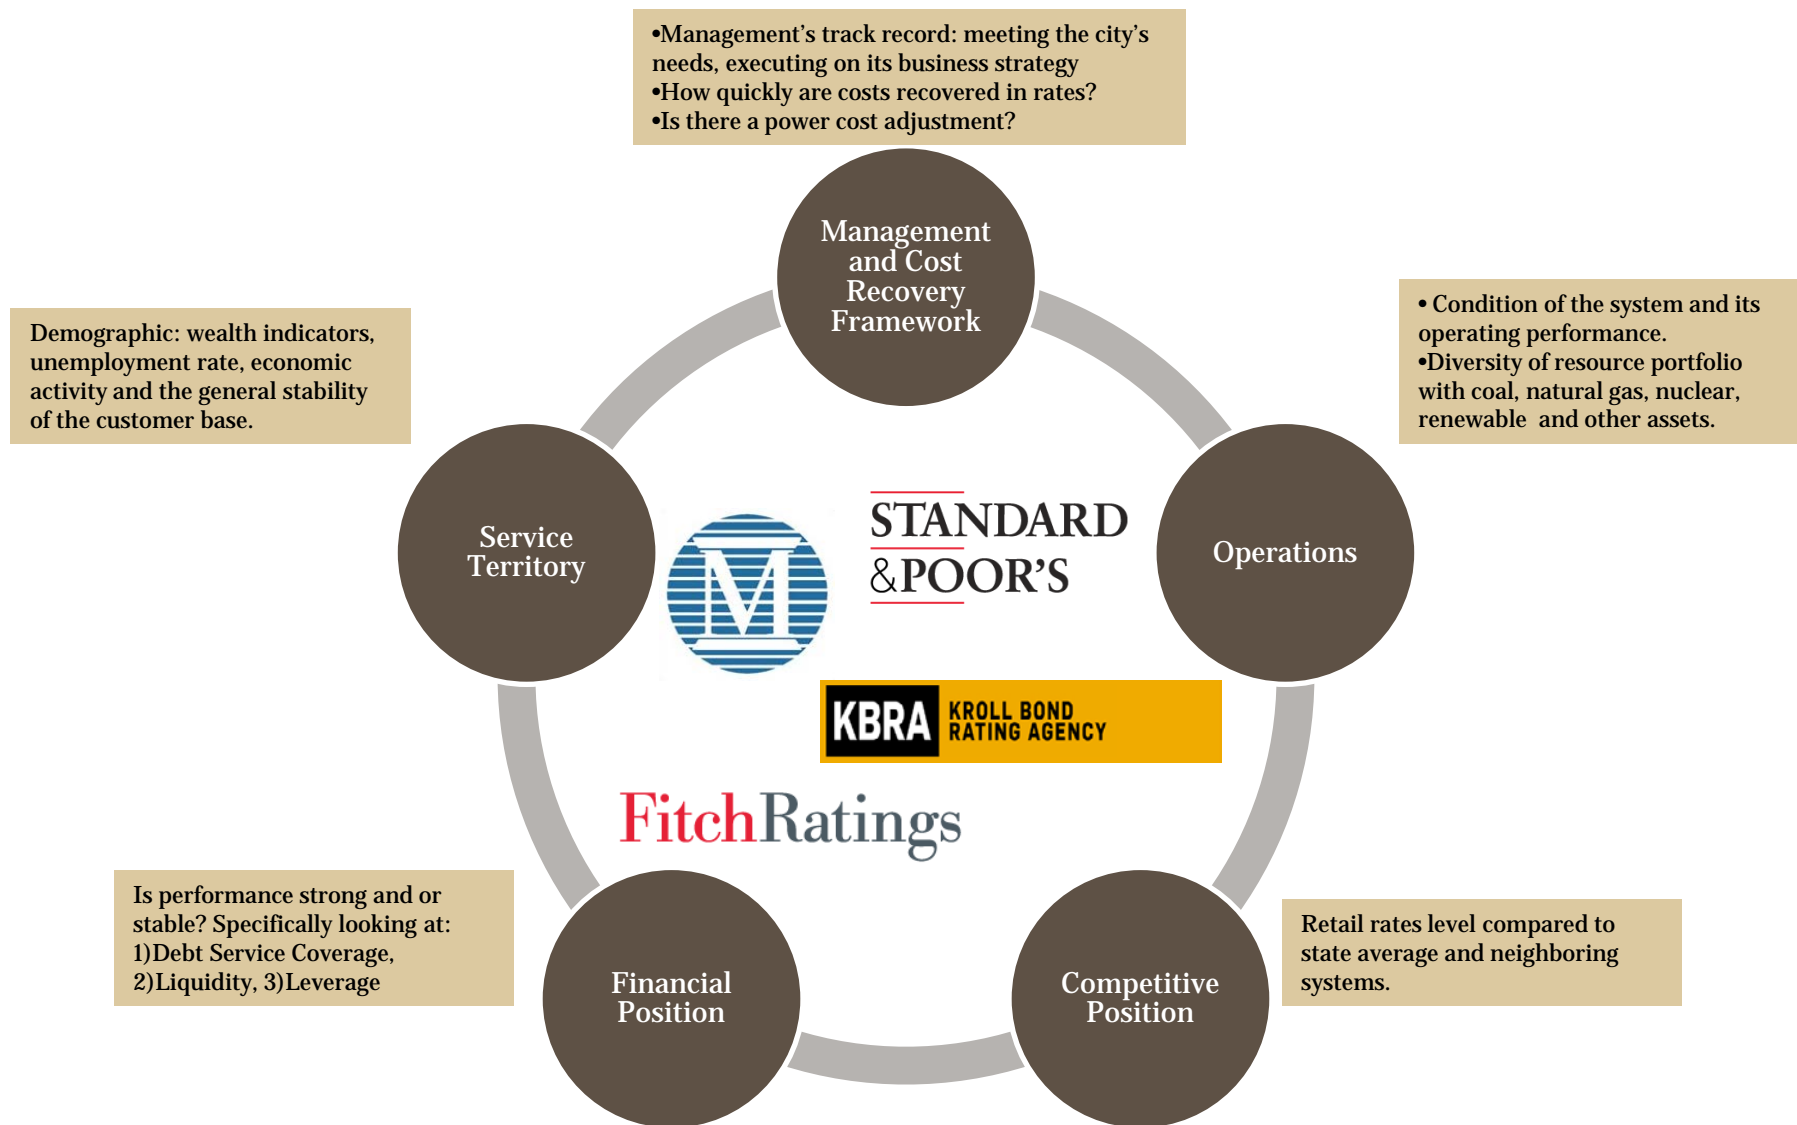 •Management’s track record: meeting the city’s
needs, executing on its business strategy
•How quickly are costs recovered in rates?
•Is there a power cost adjustment?
Management
and Cost
Recovery
Framework
• Condition of the system and its
operating performance.
•Diversity of resource portfolio
with coal, natural gas, nuclear,
renewable  and other assets.
Demographic: wealth indicators,
unemployment rate, economic
activity and the general stability
of the customer base.
Service
Territory
M
STANDARD
&POOR’S
Operations
KBRA
KROLL BOND
RATING AGENCY
FitchRatings
Is performance strong and or
stable? Specifically looking at:
1)Debt Service Coverage,
2)Liquidity, 3)Leverage
Financial
Position
Competitive
Position
Retail rates level compared to
state average and neighboring
systems.